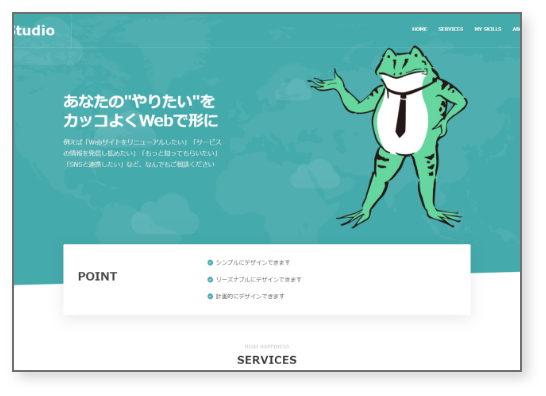 Studio
HOME SERVICES MY SKILLS
あなたの"やりたい"を
カッコよくWebで形に
例えば「Webサイトをリニューアルしたい」「サービス
の情報を発信し拡めたい」「もっと知ってもらいたい」
「SNSと連携したい」など、なんでもご相談ください
POINT
シンプルにデザインできます
リーズナブルにデザインできます
計画的にデザインできます
HIGH HAPPINESS
SERVICES